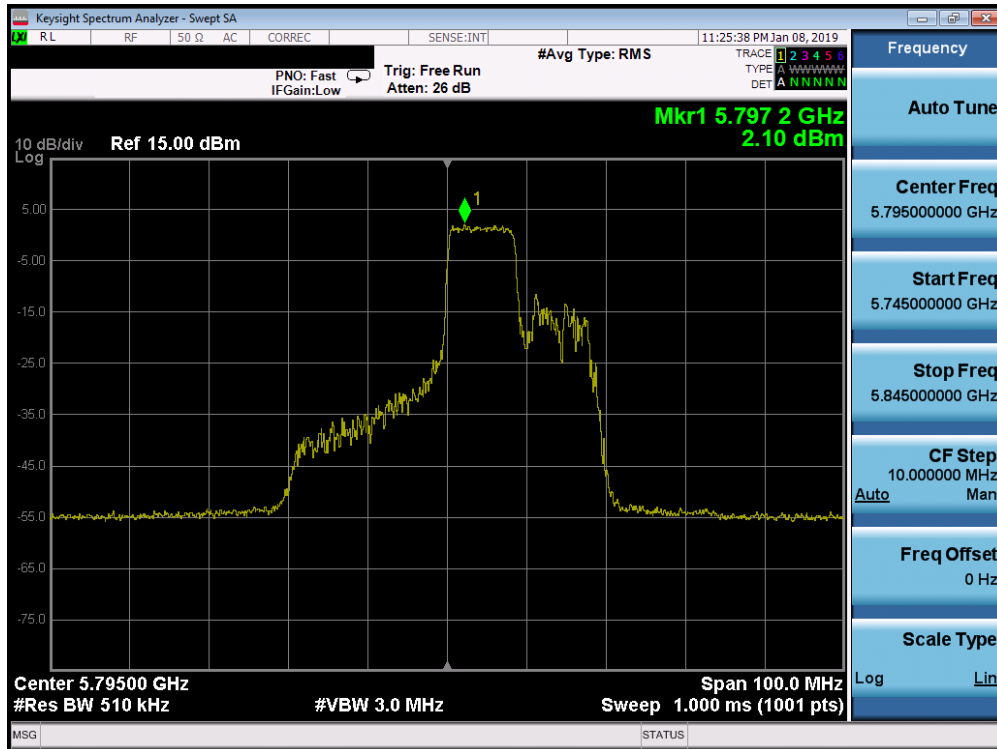 Keysight Spectrum Analyzer - Swept SA
LXI RL RF 50 Ω AC CORREC SENSE:INT 11:25:38 PM Jan 08, 2019
PNO: Fast Trig: Free Run #Avg Type: RMS TRACE 1 2 3 4 5 6
IFGain:Low Atten: 26 dB TYPE A WWWWW
DET A N N N N N
Mkr1 5.797 2 GHz
2.10 dBm
10 dB/div Ref 15.00 dBm
Log
1
5.00
-5.00
-15.0
-25.0
-35.0
-45.0
-55.0
-65.0
-75.0
Center 5.79500 GHz Span 100.0 MHz
#Res BW 510 kHz #VBW 3.0 MHz Sweep 1.000 ms (1001 pts)
MSG STATUS
Frequency
Auto Tune
Center Freq
5.795000000 GHz
Start Freq
5.745000000 GHz
Stop Freq
5.845000000 GHz
CF Step
10.000000 MHz
Auto Man
Freq Offset
0 Hz
Scale Type
Log Lin